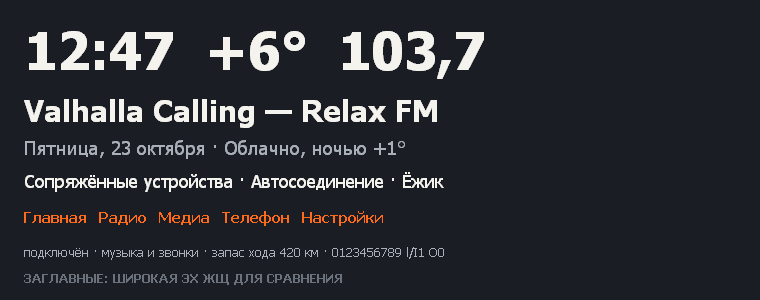 12:47 +6° 103,7
Valhalla Calling — Relax FM
Пятница, 23 октября · Облачно, ночью +1°
Сопряжённые устройства · Автосоединение · Ёжик
Главная Радио Медиа Телефон Настройки
подключён · музыка и звонки · запас хода 420 км · 0123456789 l/I1 O0
ЗАГЛАВНЫЕ: ШИРОКАЯ ЭХ ЖЩ ДЛЯ СРАВНЕНИЯ